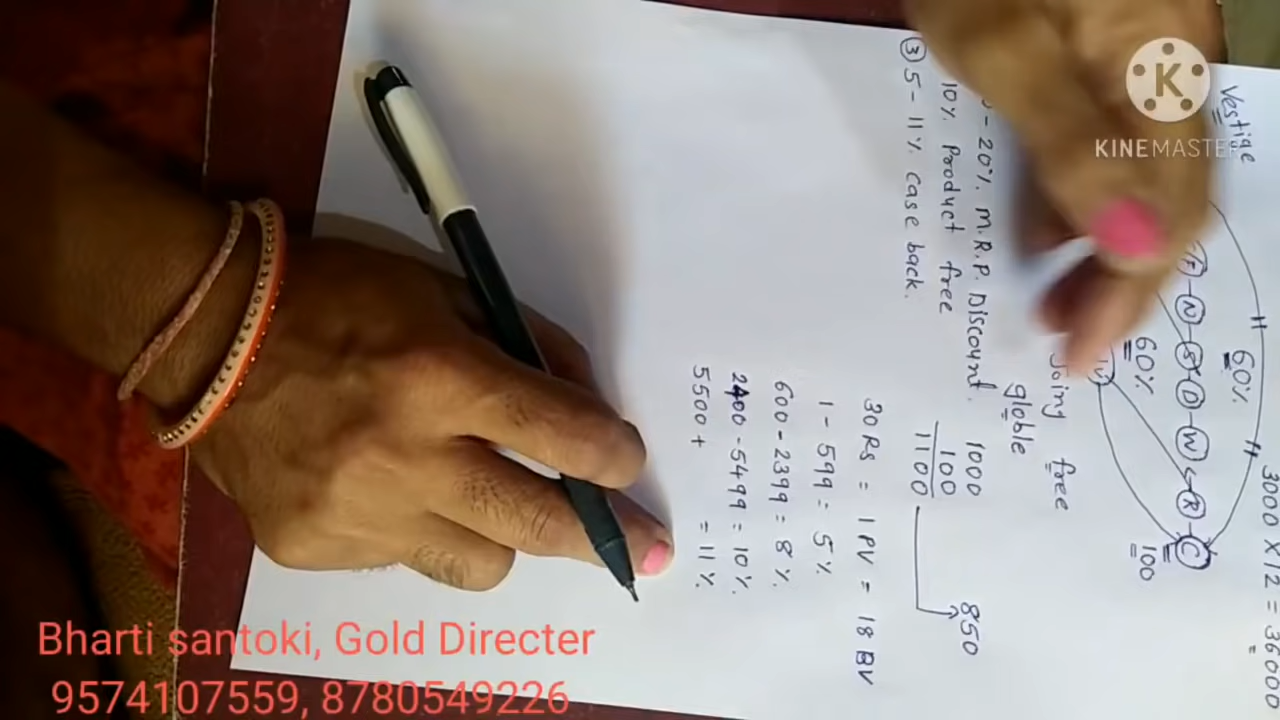 Vestige
3000 X 12 = 36000
60%
F N S D W R C
60%
100
Joing free
globle
- 20% M.R.P. Discount.
10% Product free
③ 5 - 11% case back.
1000
100
1100
850
30 Rs = 1 PV = 18 BV
1 - 599 = 5%
600 - 2399 = 8%
2400 - 5499 = 10%
5500 + = 11%
K
KINEMASTER
Bharti santoki, Gold Directer
9574107559, 8780549226